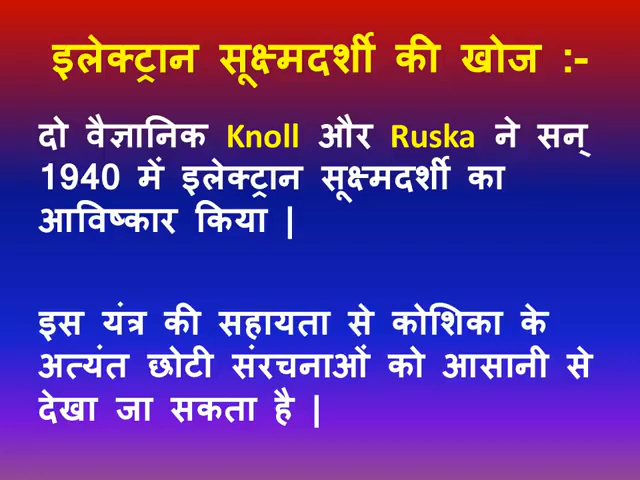 इलेक्ट्रान सूक्ष्मदर्शी की खोज :-
दो वैज्ञानिक Knoll और Ruska ने सन्
1940 में इलेक्ट्रान सूक्ष्मदर्शी का
आविष्कार किया |
इस यंत्र की सहायता से कोशिका के
अत्यंत छोटी संरचनाओं को आसानी से
देखा जा सकता है |